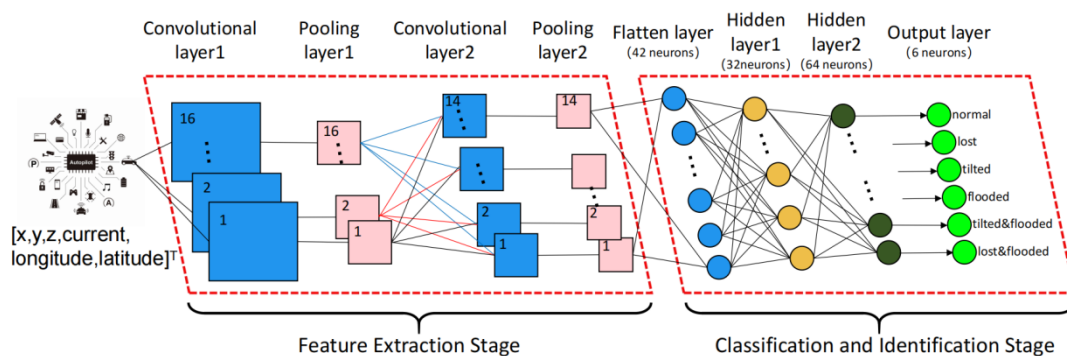 Convolutional
layer1
Pooling
layer1
Convolutional
layer2
Pooling
layer2
Flatten layer
(42 neurons)
Hidden
layer1
(32neurons)
Hidden
layer2
(64 neurons)
Output layer
(6 neurons)
Autopilot
P
A
[x,y,z,current,
longitude,latitude]ᵀ
16
2
1
16
2
1
14
2
1
14
2
1
normal
lost
tilted
flooded
tilted&flooded
lost&flooded
Feature Extraction Stage
Classification and Identification Stage